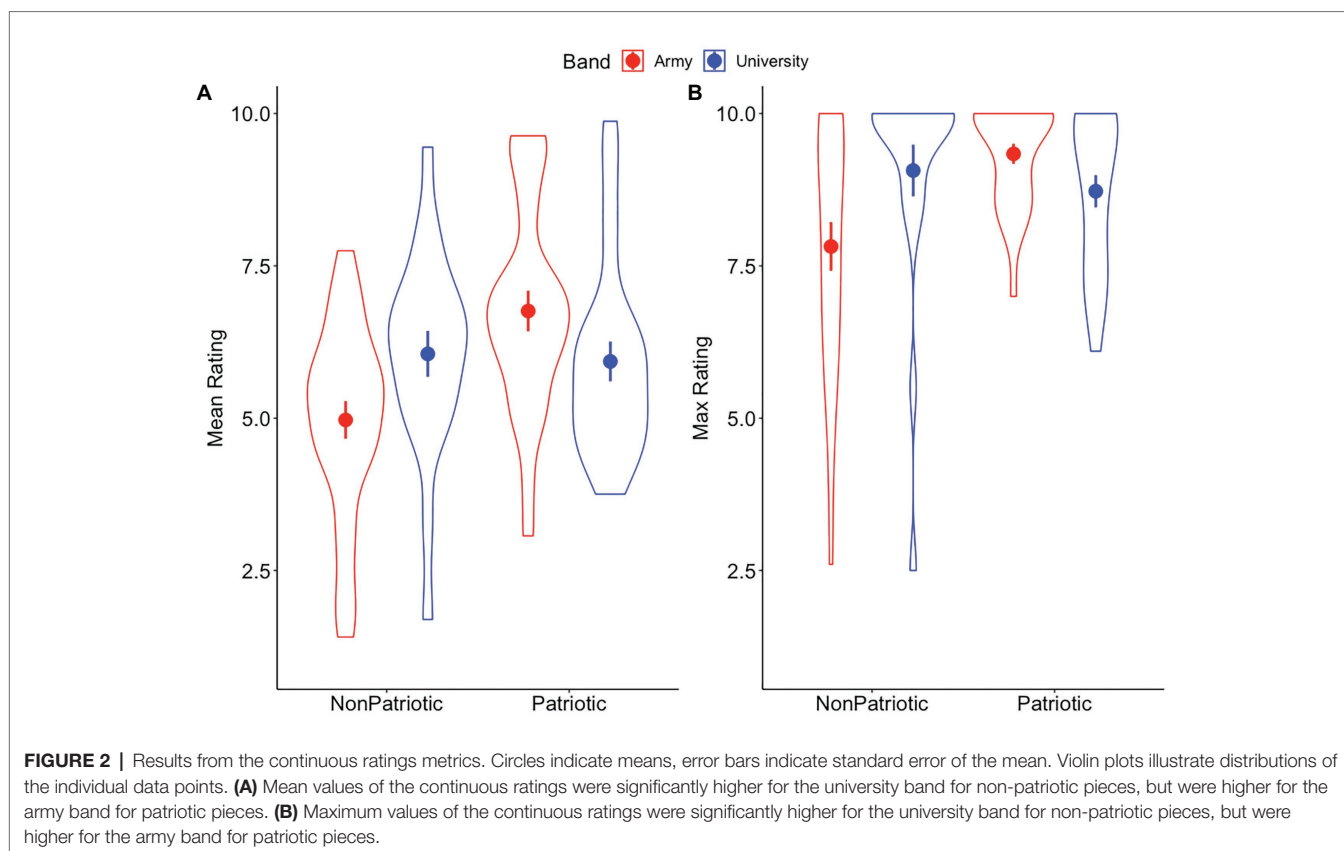 Band Army University
A
10.0
7.5
5.0
2.5
Mean Rating
NonPatriotic Patriotic
B
10.0
7.5
5.0
2.5
Max Rating
NonPatriotic Patriotic
FIGURE 2 | Results from the continuous ratings metrics. Circles indicate means, error bars indicate standard error of the mean. Violin plots illustrate distributions of
the individual data points. (A) Mean values of the continuous ratings were significantly higher for the university band for non-patriotic pieces, but were higher for the
army band for patriotic pieces. (B) Maximum values of the continuous ratings were significantly higher for the university band for non-patriotic pieces, but were
higher for the army band for patriotic pieces.